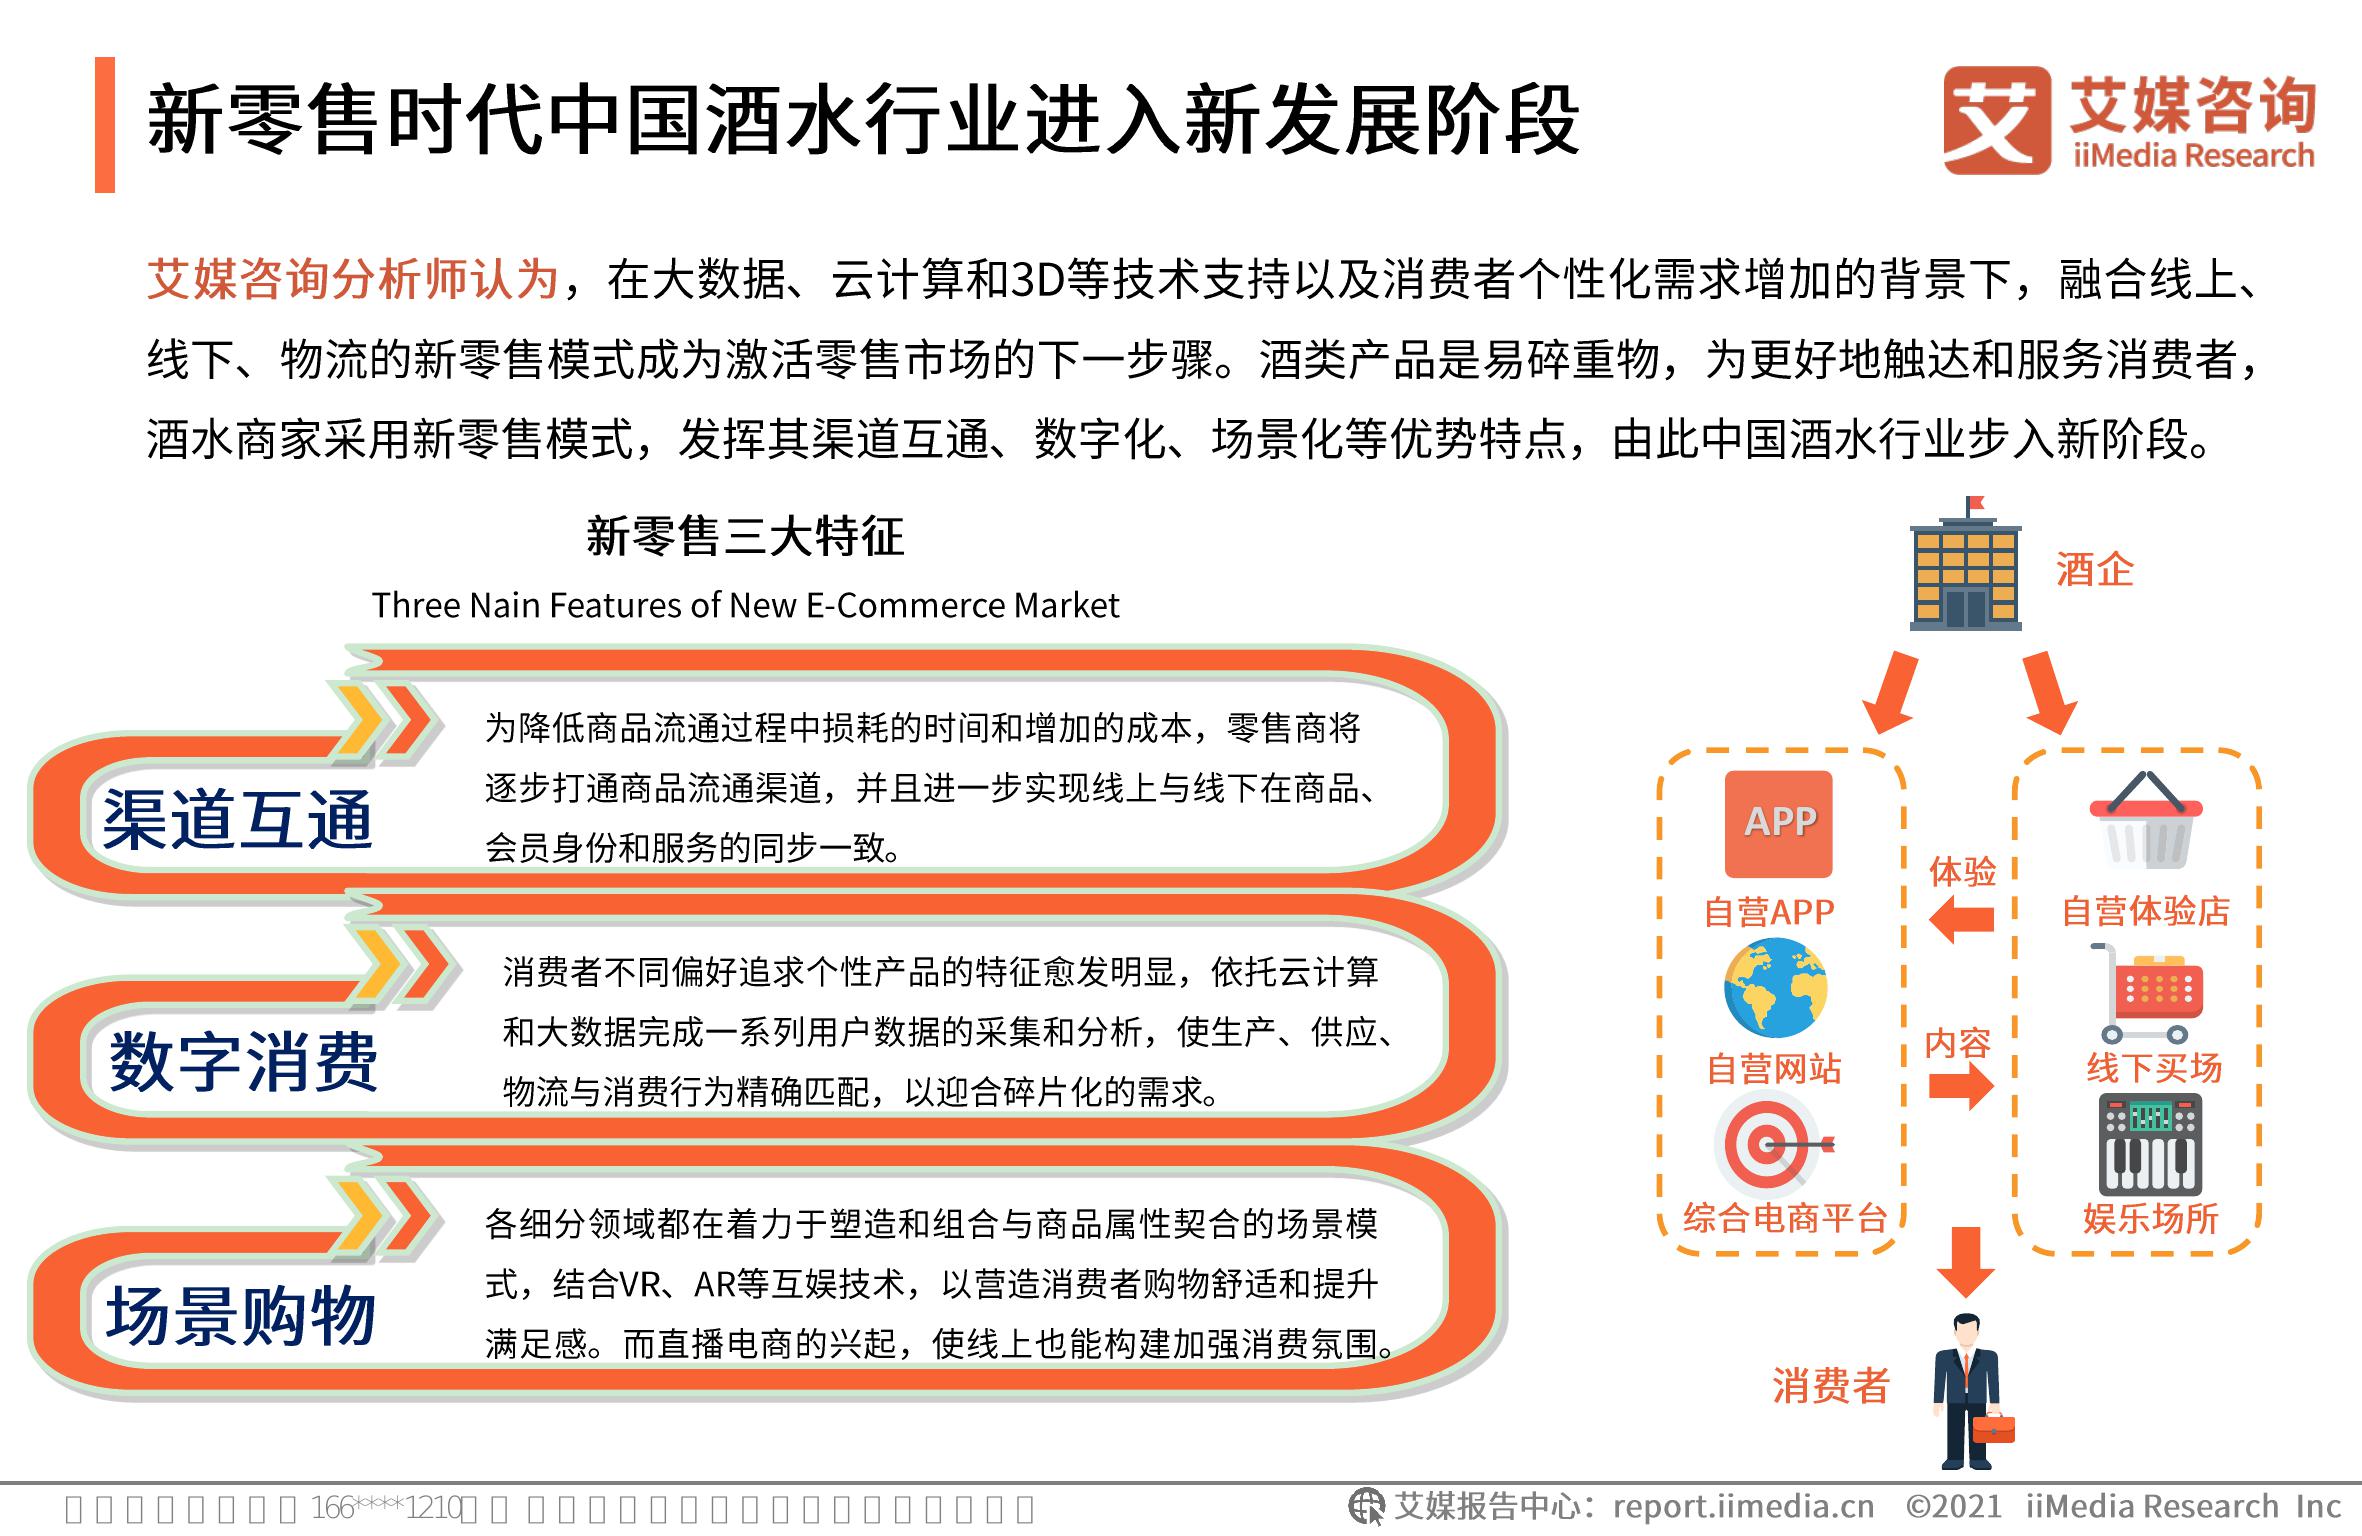 新零售时代中国酒水行业进入新发展阶段
艾
艾媒咨询
iiMedia Research
艾媒咨询分析师认为，在大数据、云计算和3D等技术支持以及消费者个性化需求增加的背景下，融合线上、
线下、物流的新零售模式成为激活零售市场的下一步骤。酒类产品是易碎重物，为更好地触达和服务消费者，
酒水商家采用新零售模式，发挥其渠道互通、数字化、场景化等优势特点，由此中国酒水行业步入新阶段。
新零售三大特征
Three Nain Features of New E-Commerce Market
渠道互通
为降低商品流通过程中损耗的时间和增加的成本，零售商将
逐步打通商品流通渠道，并且进一步实现线上与线下在商品、
会员身份和服务的同步一致。
数字消费
消费者不同偏好追求个性产品的特征愈发明显，依托云计算
和大数据完成一系列用户数据的采集和分析，使生产、供应、
物流与消费行为精确匹配，以迎合碎片化的需求。
场景购物
各细分领域都在着力于塑造和组合与商品属性契合的场景模
式，结合VR、AR等互娱技术，以营造消费者购物舒适和提升
满足感。而直播电商的兴起，使线上也能构建加强消费氛围。
酒企
APP
自营APP
自营网站
综合电商平台
体验
内容
自营体验店
线下买场
娱乐场所
消费者
166****1210
艾媒报告中心：report.iimedia.cn ©2021 iiMedia Research Inc